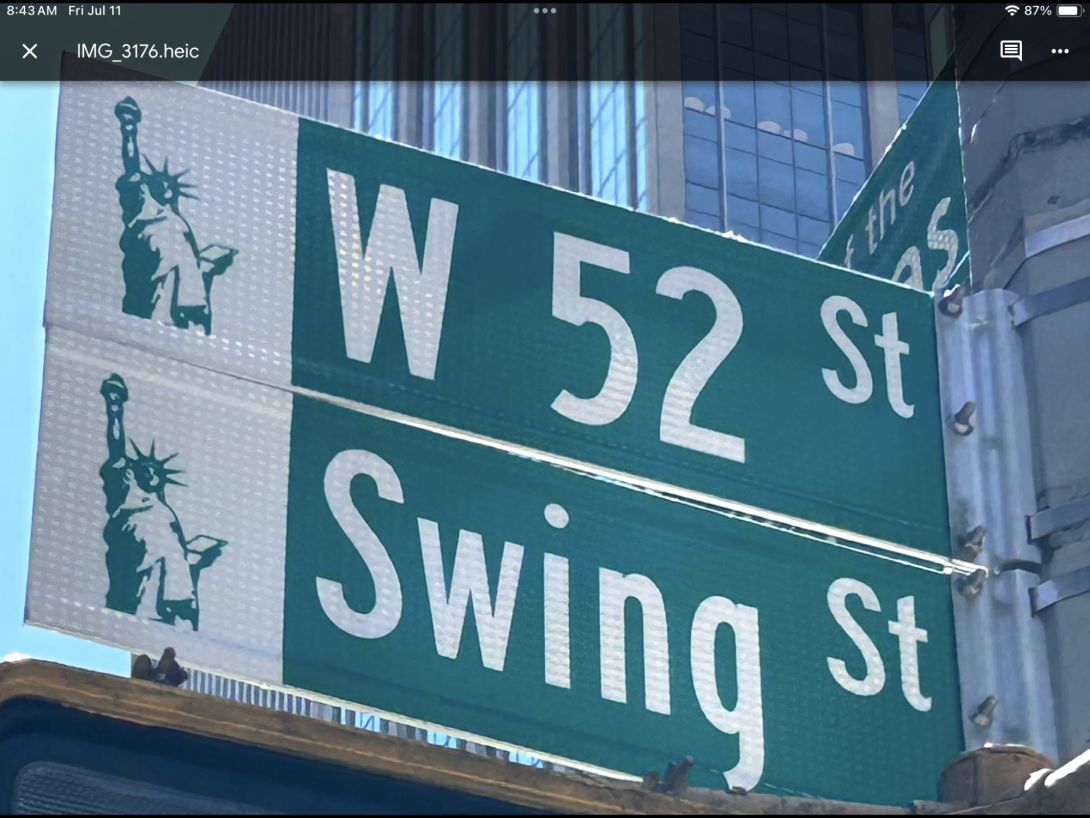 8:43 AM Fri Jul 11
87%
IMG_3176.heic
the
W 52 St
Swing St